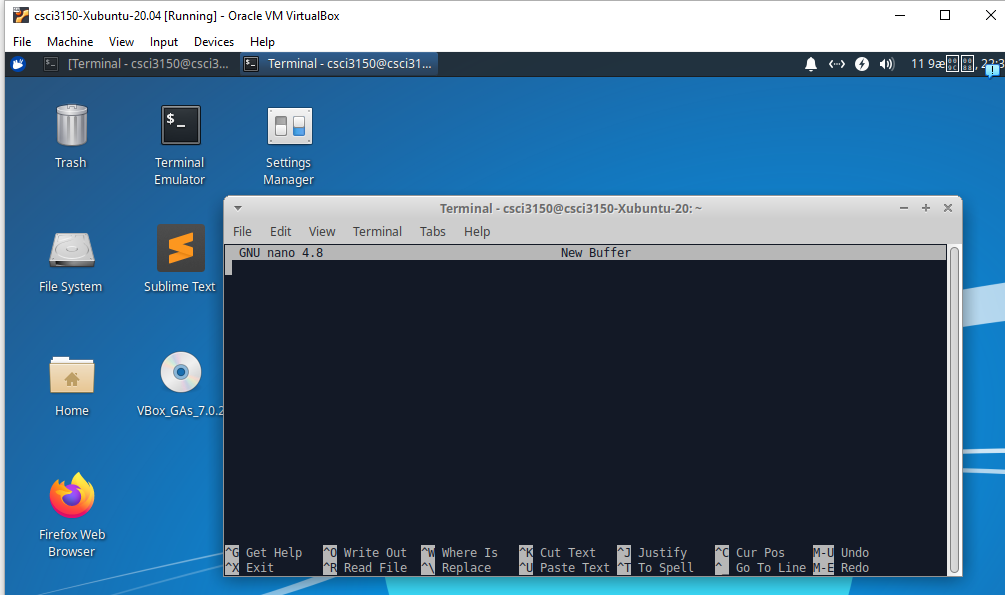 csci3150-Xubuntu-20.04 [Running] - Oracle VM VirtualBox
File Machine View Input Devices Help
[Terminal - csci3150@csci3... Terminal - csci3150@csci31... 11 9
Trash
Terminal Emulator
Settings Manager
Terminal - csci3150@csci3150-Xubuntu-20: ~
File Edit View Terminal Tabs Help
GNU nano 4.8 New Buffer
File System
Sublime Text
Home
VBox_GAs_7.0.2
Firefox Web
Browser
^G Get Help ^O Write Out ^W Where Is ^K Cut Text ^J Justify ^C Cur Pos M-U Undo
^X Exit ^R Read File ^\ Replace ^U Paste Text ^T To Spell ^_ Go To Line M-E Redo